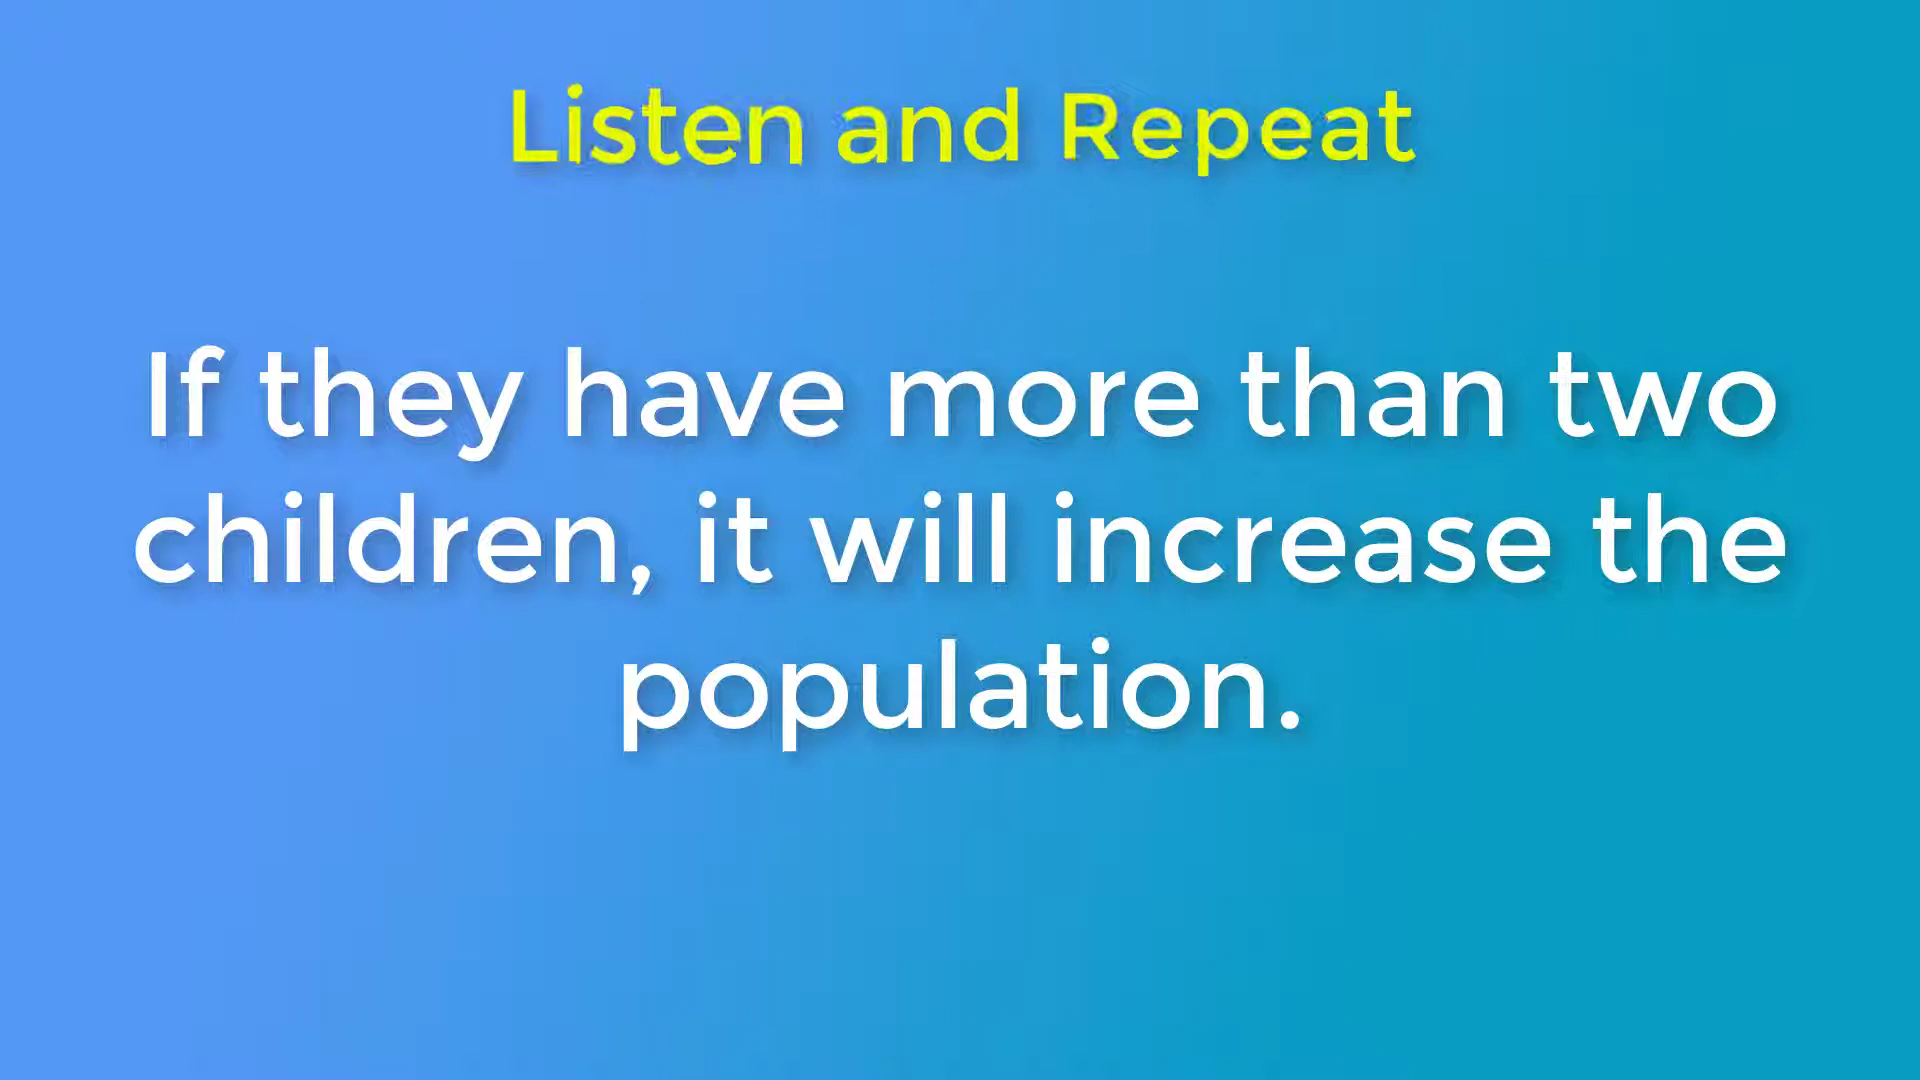 Listen and Repeat
If they have more than two
children, it will increase the
population.